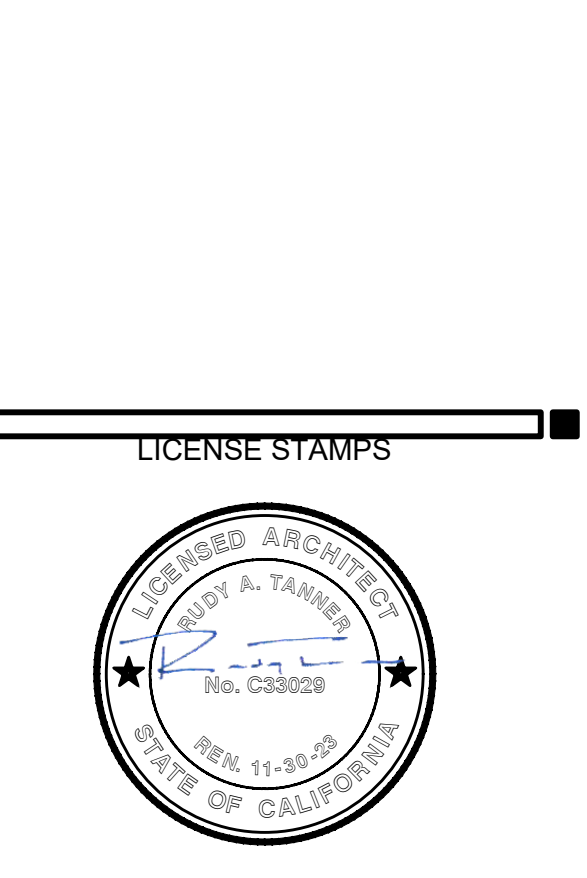 LICENSE STAMPS
LICENSED ARCHITECT
RUDY A. TANNER
No. C33029
REN. 11-30-23
STATE OF CALIFORNIA